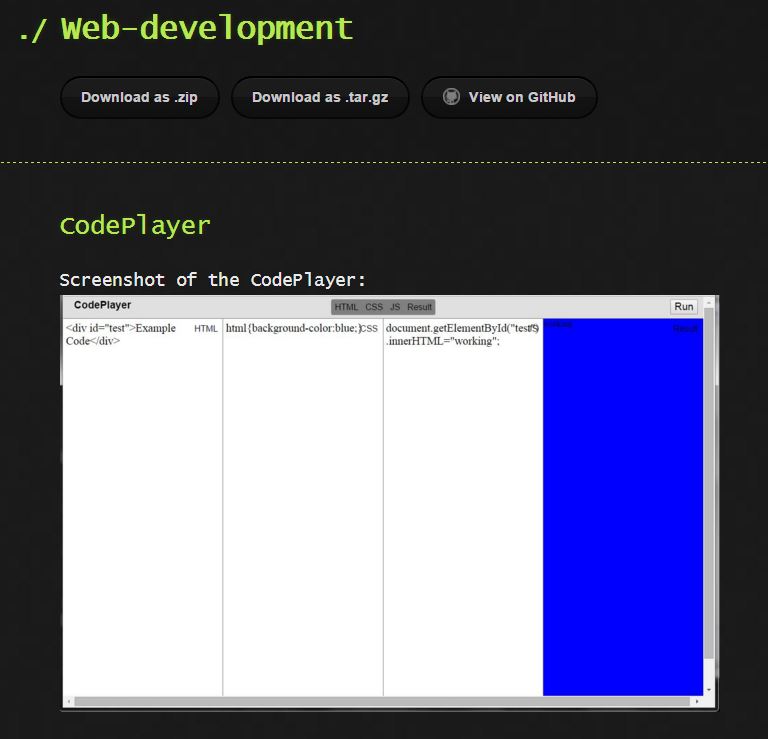 ./ Web-development
Download as .zip
Download as .tar.gz
View on GitHub
CodePlayer
Screenshot of the CodePlayer:
CodePlayer
HTML CSS JS Result
Run
<div id="test">Example
Code</div>
HTML
html{background-color:blue;}
CSS
document.getElementById("test")
.innerHTML="working";
JS
working
Result